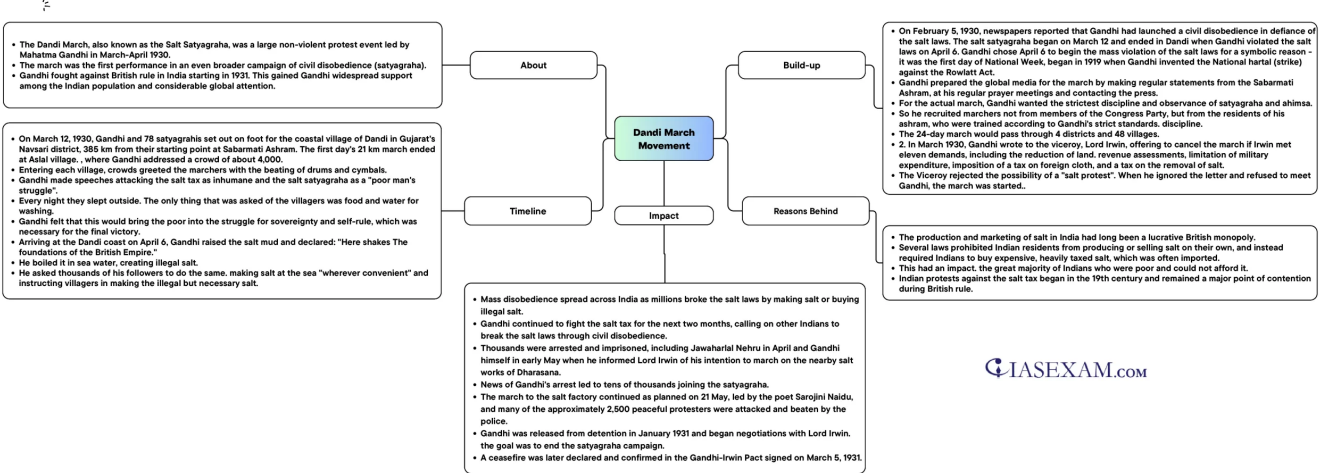 • The Dandi March, also known as the Salt Satyagraha, was a large non-violent protest event led by
Mahatma Gandhi in March-April 1930.
• The march was the first performance in an even broader campaign of civil disobedience (satyagraha).
• Gandhi fought against British rule in India starting in 1931. This gained Gandhi widespread support
among the Indian population and considerable global attention.
About
• On March 12, 1930, Gandhi and 78 satyagrahis set out on foot for the coastal village of Dandi in Gujarat's
Navsari district, 385 km from their starting point at Sabarmati Ashram. The first day's 21 km march ended
at Aslal village. , where Gandhi addressed a crowd of about 4,000.
• Entering each village, crowds greeted the marchers with the beating of drums and cymbals.
• Gandhi made speeches attacking the salt tax as inhumane and the salt satyagraha as a "poor man's
struggle".
• Every night they slept outside. The only thing that was asked of the villagers was food and water for
washing.
• Gandhi felt that this would bring the poor into the struggle for sovereignty and self-rule, which was
necessary for the final victory.
• Arriving at the Dandi coast on April 6, Gandhi raised the salt mud and declared: "Here shakes The
foundations of the British Empire."
• He boiled it in sea water, creating illegal salt.
• He asked thousands of his followers to do the same. making salt at the sea "wherever convenient" and
instructing villagers in making the illegal but necessary salt.
Timeline
Dandi March
Movement
Impact
• Mass disobedience spread across India as millions broke the salt laws by making salt or buying
illegal salt.
• Gandhi continued to fight the salt tax for the next two months, calling on other Indians to
break the salt laws through civil disobedience.
• Thousands were arrested and imprisoned, including Jawaharlal Nehru in April and Gandhi
himself in early May when he informed Lord Irwin of his intention to march on the nearby salt
works of Dharasana.
• News of Gandhi's arrest led to tens of thousands joining the satyagraha.
• The march to the salt factory continued as planned on 21 May, led by the poet Sarojini Naidu,
and many of the approximately 2,500 peaceful protesters were attacked and beaten by the
police.
• Gandhi was released from detention in January 1931 and began negotiations with Lord Irwin.
the goal was to end the satyagraha campaign.
• A ceasefire was later declared and confirmed in the Gandhi-Irwin Pact signed on March 5, 1931.
Build-up
• On February 5, 1930, newspapers reported that Gandhi had launched a civil disobedience in defiance of
the salt laws. The salt satyagraha began on March 12 and ended in Dandi when Gandhi violated the salt
laws on April 6. Gandhi chose April 6 to begin the mass violation of the salt laws for a symbolic reason -
it was the first day of National Week, began in 1919 when Gandhi invented the National hartal (strike)
against the Rowlatt Act.
• Gandhi prepared the global media for the march by making regular statements from the Sabarmati
Ashram, at his regular prayer meetings and contacting the press.
• For the actual march, Gandhi wanted the strictest discipline and observance of satyagraha and ahimsa.
• So he recruited marchers not from members of the Congress Party, but from the residents of his
ashram, who were trained according to Gandhi's strict standards. discipline.
• The 24-day march would pass through 4 districts and 48 villages.
• 2. In March 1930, Gandhi wrote to the viceroy, Lord Irwin, offering to cancel the march if Irwin met
eleven demands, including the reduction of land. revenue assessments, limitation of military
expenditure, imposition of a tax on foreign cloth, and a tax on the removal of salt.
• The Viceroy rejected the possibility of a "salt protest". When he ignored the letter and refused to meet
Gandhi, the march was started..
Reasons Behind
• The production and marketing of salt in India had long been a lucrative British monopoly.
• Several laws prohibited Indian residents from producing or selling salt on their own, and instead
required Indians to buy expensive, heavily taxed salt, which was often imported.
• This had an impact. the great majority of Indians who were poor and could not afford it.
• Indian protests against the salt tax began in the 19th century and remained a major point of contention
during British rule.
IASEXAM.COM